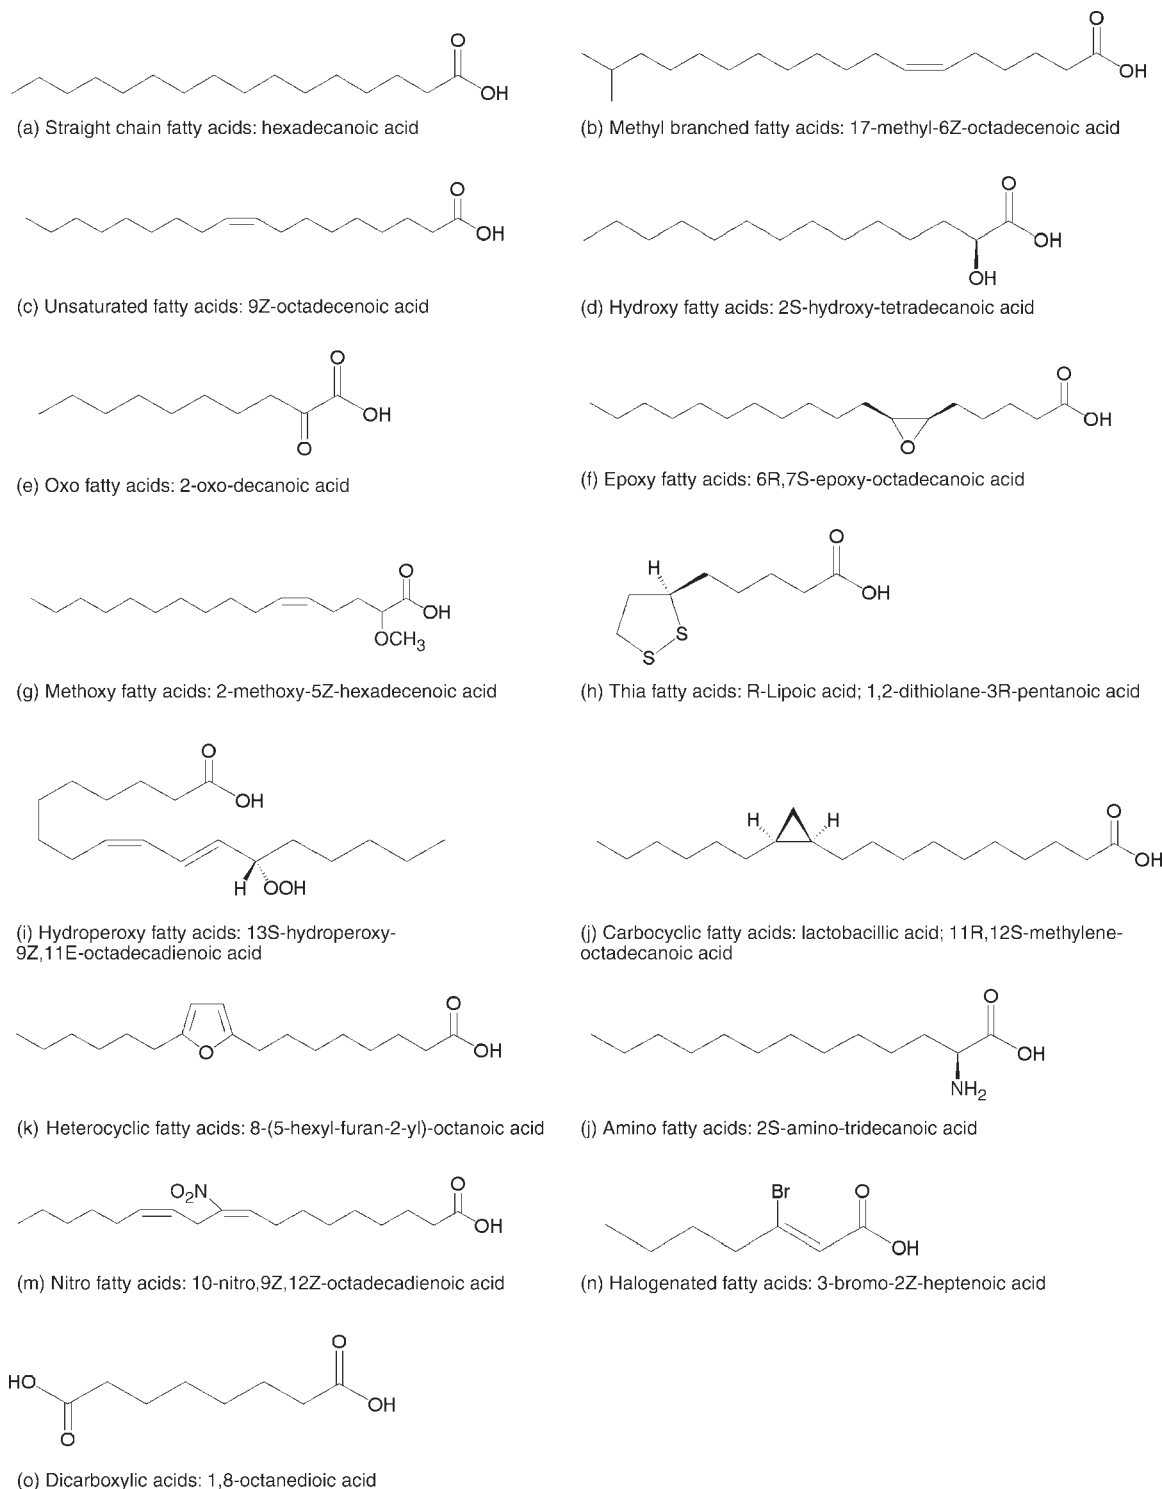 O
OH
(a) Straight chain fatty acids: hexadecanoic acid
O
OH
(b) Methyl branched fatty acids: 17-methyl-6Z-octadecenoic acid
O
OH
(c) Unsaturated fatty acids: 9Z-octadecenoic acid
O
OH
OH
(d) Hydroxy fatty acids: 2S-hydroxy-tetradecanoic acid
O
OH
O
(e) Oxo fatty acids: 2-oxo-decanoic acid
O
OH
O
(f) Epoxy fatty acids: 6R,7S-epoxy-octadecanoic acid
O
OH
OCH3
(g) Methoxy fatty acids: 2-methoxy-5Z-hexadecenoic acid
O
H
OH
S
S
(h) Thia fatty acids: R-Lipoic acid; 1,2-dithiolane-3R-pentanoic acid
O
OH
H OOH
(i) Hydroperoxy fatty acids: 13S-hydroperoxy-
9Z,11E-octadecadienoic acid
O
H H
OH
(j) Carbocyclic fatty acids: lactobacillic acid; 11R,12S-methylene-
octadecanoic acid
O
O
OH
(k) Heterocyclic fatty acids: 8-(5-hexyl-furan-2-yl)-octanoic acid
O
OH
NH2
(j) Amino fatty acids: 2S-amino-tridecanoic acid
O2N
O
OH
(m) Nitro fatty acids: 10-nitro,9Z,12Z-octadecadienoic acid
Br
O
OH
(n) Halogenated fatty acids: 3-bromo-2Z-heptenoic acid
O
HO
OH
O
(o) Dicarboxylic acids: 1,8-octanedioic acid